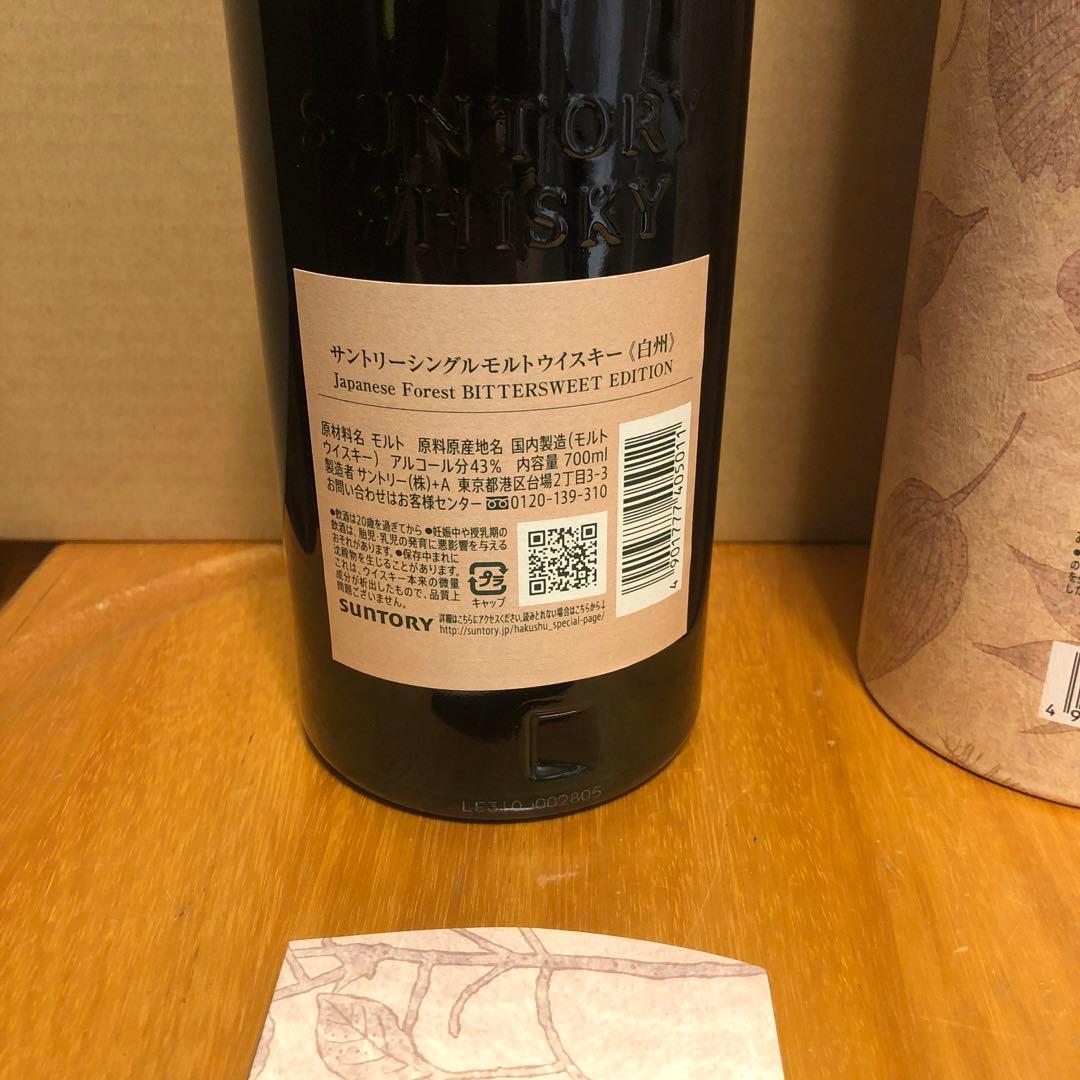 SUNTORY
WHISKY
サントリーシングルモルトウイスキー《白州》
Japanese Forest BITTERSWEET EDITION
原材料名 モルト 原料原産地名 国内製造(モルト
ウイスキー) アルコール分43% 内容量 700ml
製造者 サントリー(株)+A 東京都港区台場2丁目3-3
お問い合わせはお客様センター 0120-139-310
●飲酒は20歳を過ぎてから ●妊娠中や授乳期の
飲酒は、胎児・乳児の発育に悪影響を与える
おそれがあります。●保存中まれに
沈殿物を生じることがあります。
これは、ウイスキー本来の微量
成分が析出したもので、品質上
問題ございません。
プラ
キャップ
SUNTORY
詳細はこちらにアクセスください。読みとれない場合はこちらから↓
http://suntory.jp/hakushu_special-page/
4 901777 405011
4 9